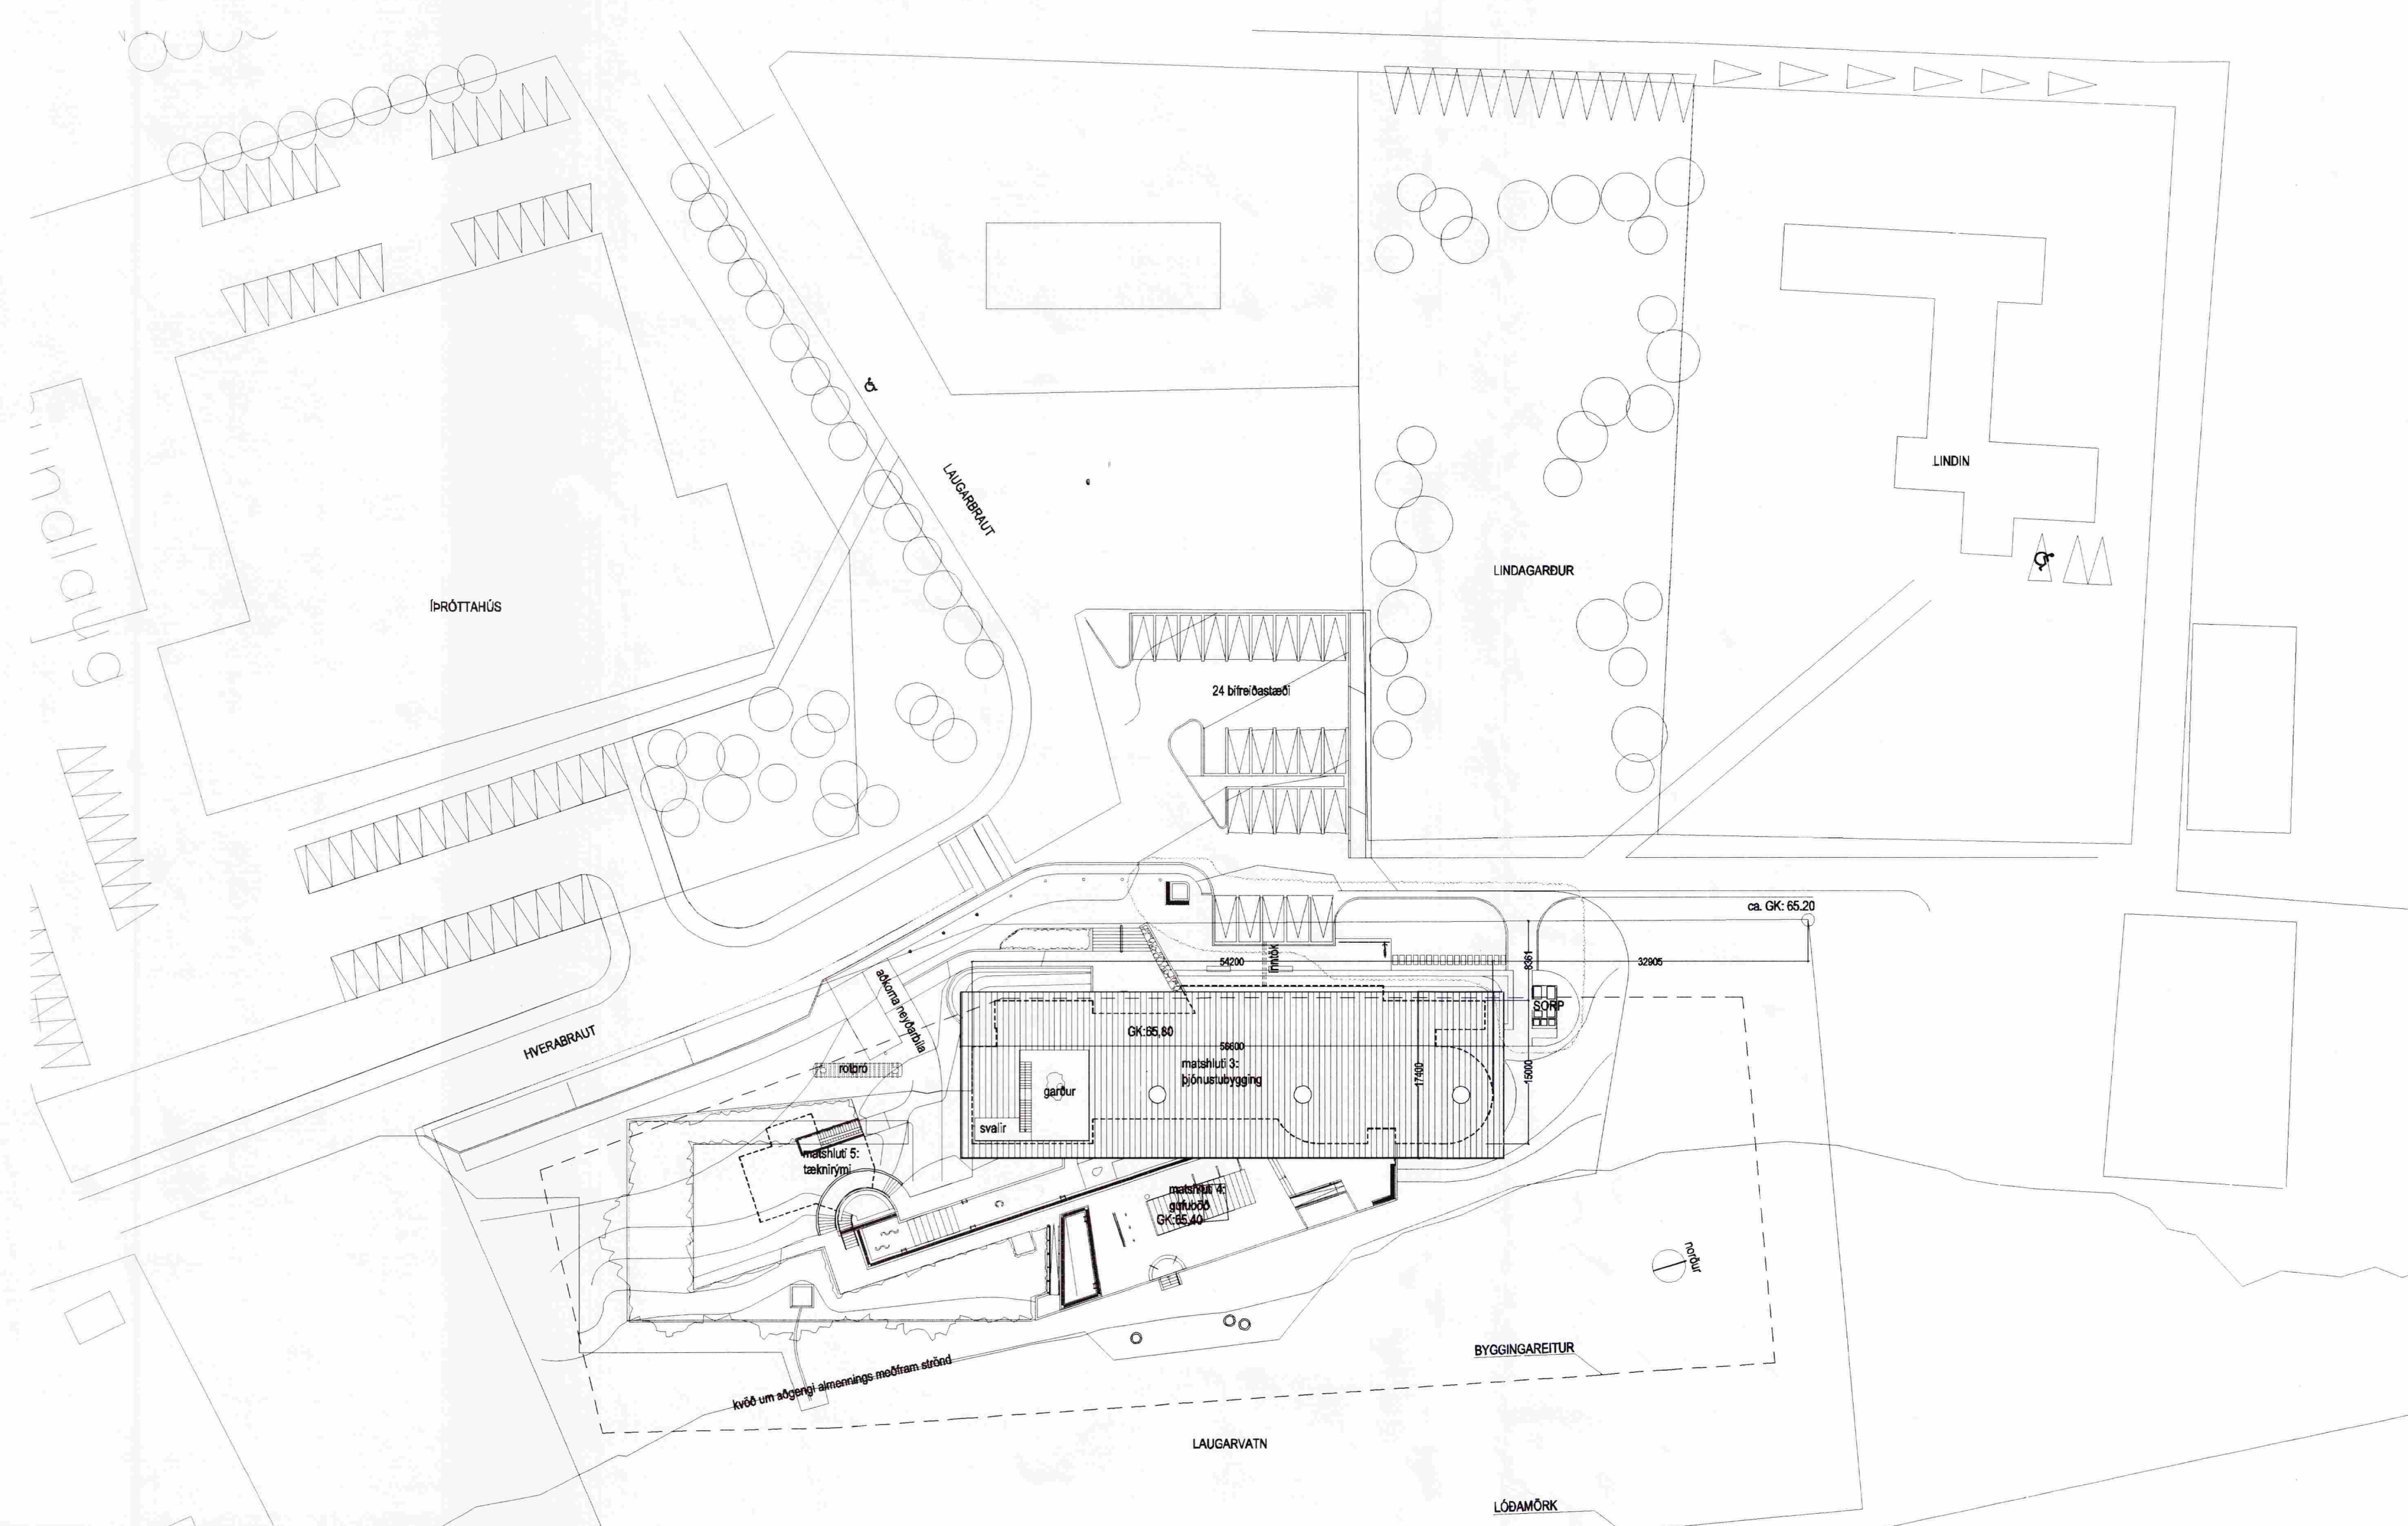 LINDIN
LAUGARBRAUT
LINDAGARÐUR
ÍÞRÓTTAHÚS
24 bifreiðastæði
ca. GK: 65.20
54200
inntök
8361
32905
aðkoma neyðarbíla
SORP
HVERABRAUT
GK:65,80
56600
rotþró
matshluti 3:
þjónustubygging
17400
15000
garður
svalir
matshluti 5:
tæknirými
matshluti 4:
gufuböð
GK:65,40
norður
BYGGINGAREITUR
kvöð um aðgengi almennings meðfram strönd
LAUGARVATN
LÓÐAMÖRK